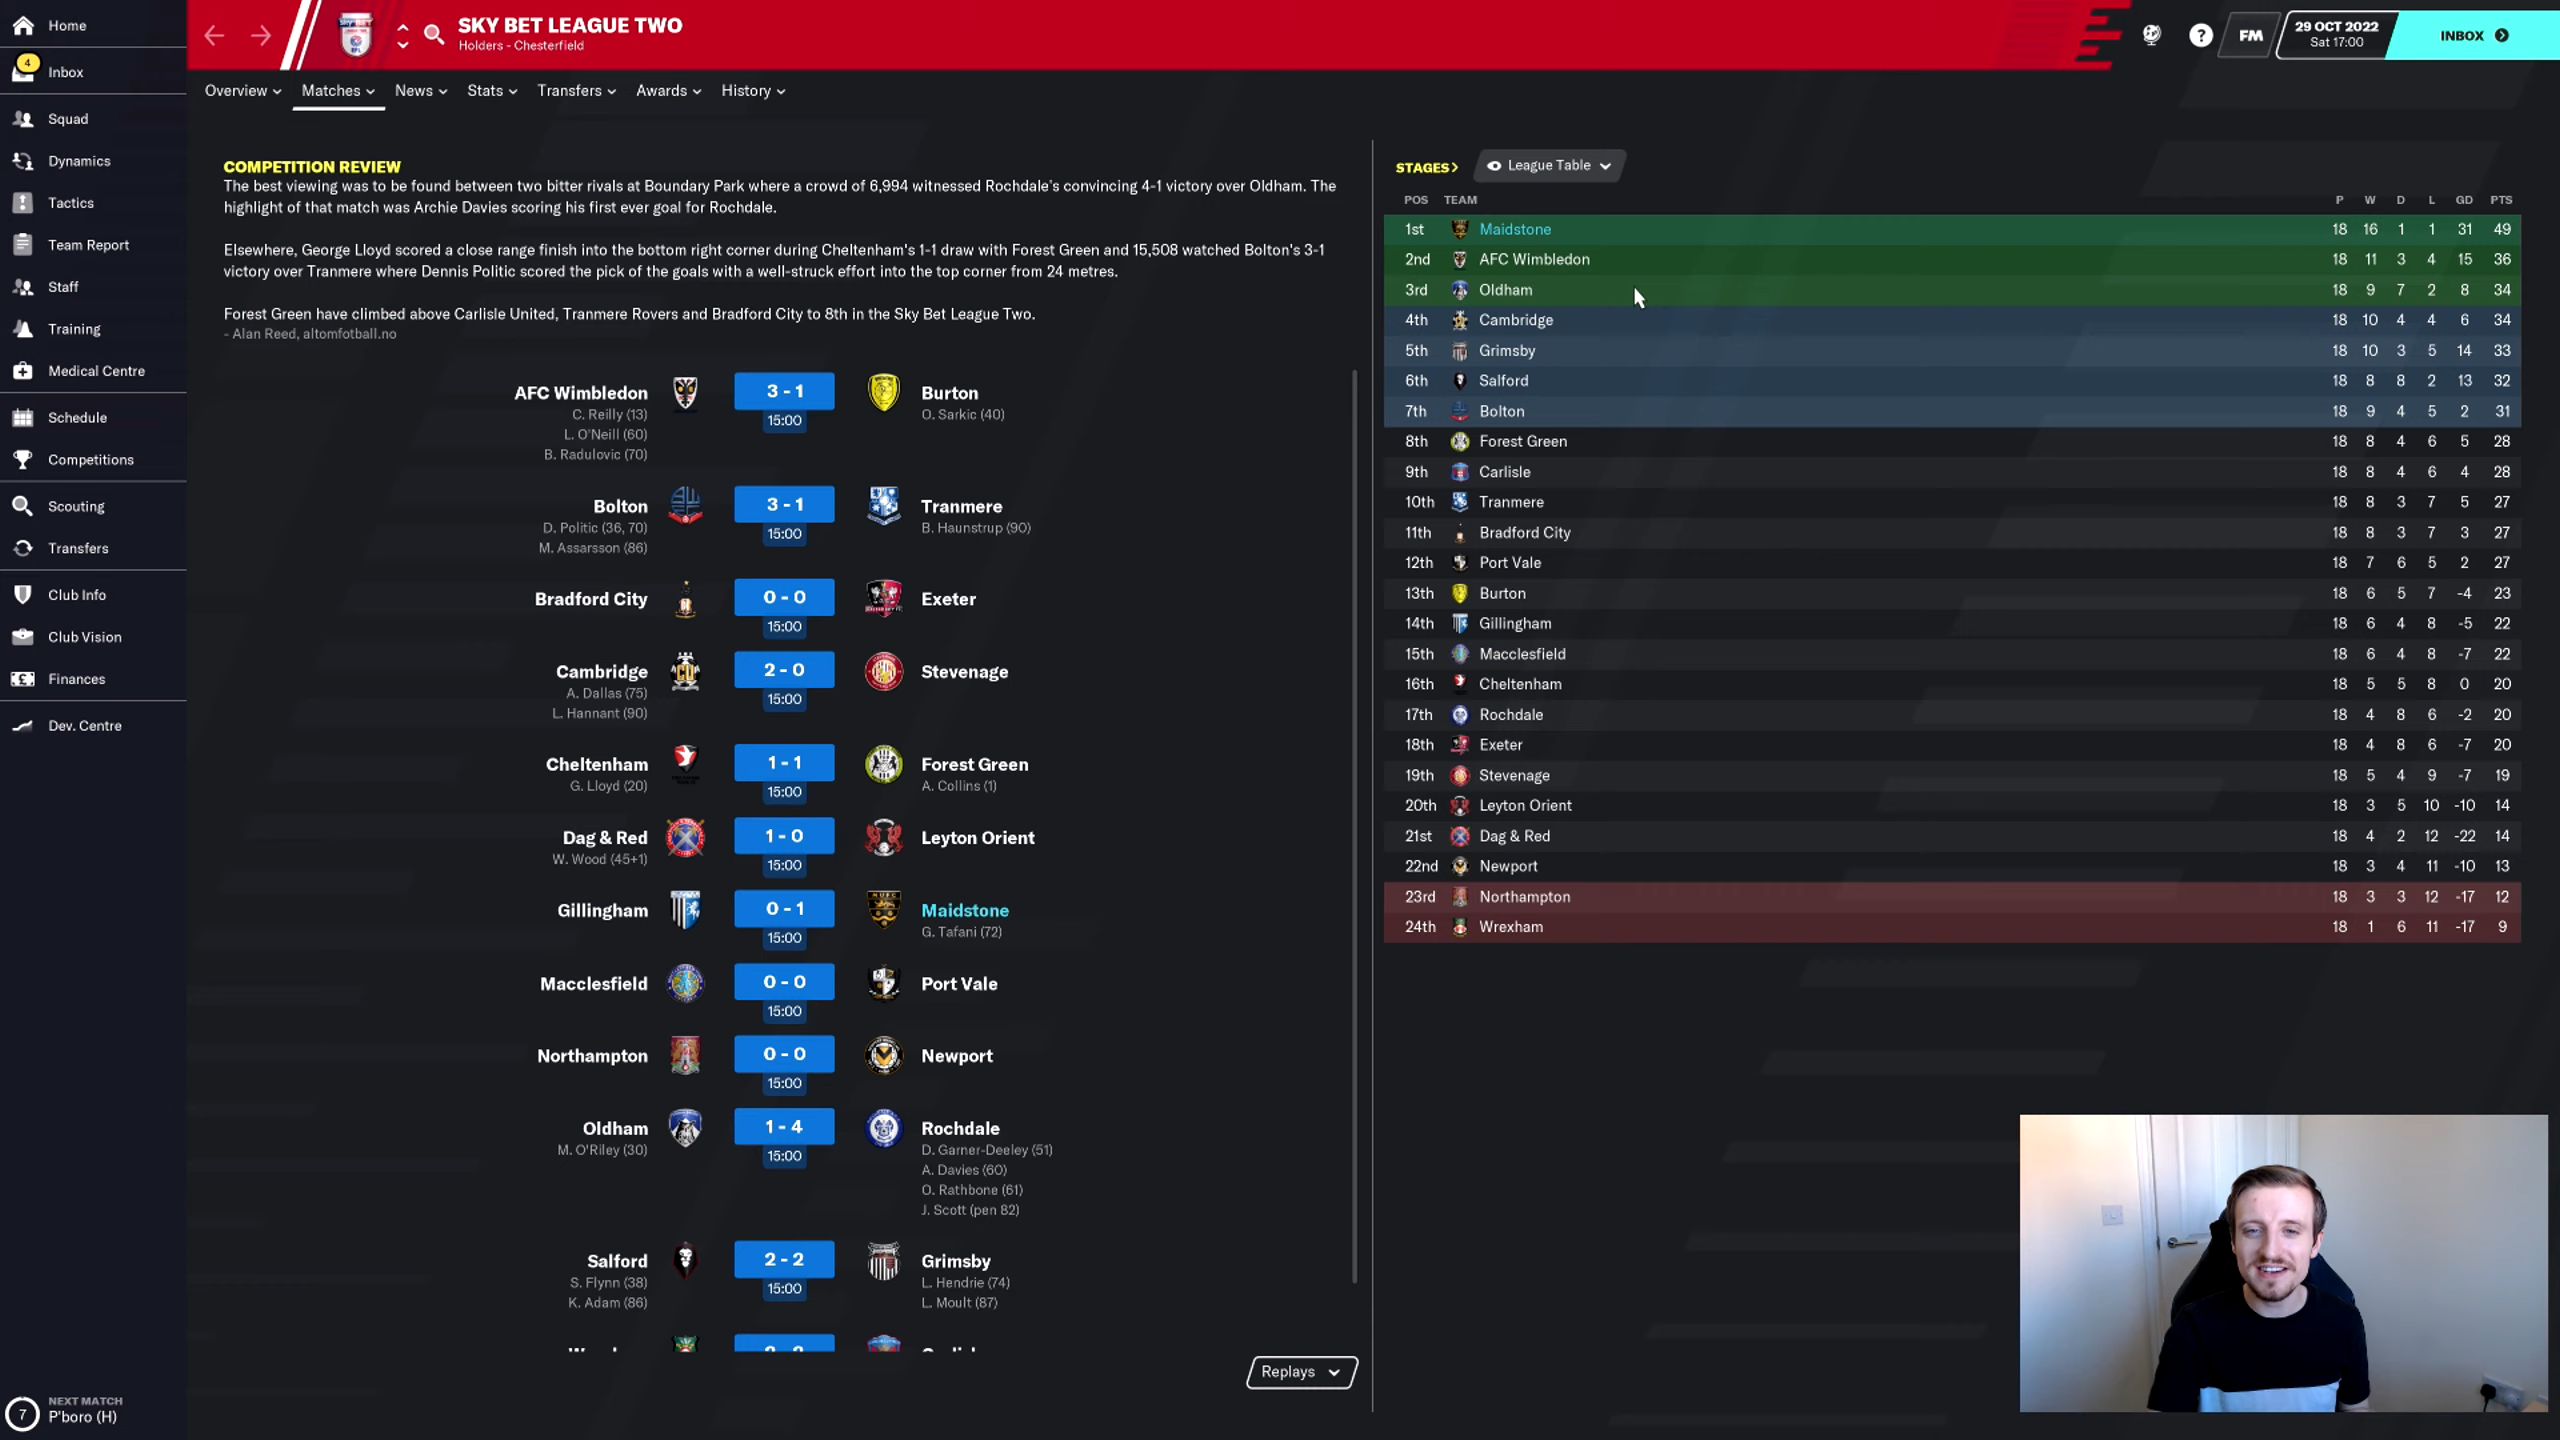 Home
4
Inbox
Squad
Dynamics
Tactics
Team Report
Staff
Training
Medical Centre
Schedule
Competitions
Scouting
Transfers
Club Info
Club Vision
Finances
Dev. Centre
7
NEXT MATCH
P'boro (H)
SKY BET LEAGUE TWO
Holders - Chesterfield
?
FM
29 OCT 2022
Sat 17:00
INBOX
Overview Matches News Stats Transfers Awards History
COMPETITION REVIEW
The best viewing was to be found between two bitter rivals at Boundary Park where a crowd of 6,994 witnessed Rochdale's convincing 4-1 victory over Oldham. The
highlight of that match was Archie Davies scoring his first ever goal for Rochdale.
Elsewhere, George Lloyd scored a close range finish into the bottom right corner during Cheltenham's 1-1 draw with Forest Green and 15,508 watched Bolton's 3-1
victory over Tranmere where Dennis Politic scored the pick of the goals with a well-struck effort into the top corner from 24 metres.
Forest Green have climbed above Carlisle United, Tranmere Rovers and Bradford City to 8th in the Sky Bet League Two.
- Alan Reed, altomfotball.no
AFC Wimbledon 3 - 1 Burton
C. Reilly (13) 15:00 O. Sarkic (40)
L. O'Neill (60)
B. Radulovic (70)
Bolton 3 - 1 Tranmere
D. Politic (36, 70) 15:00 B. Haunstrup (90)
M. Assarsson (86)
Bradford City 0 - 0 Exeter
15:00
Cambridge 2 - 0 Stevenage
A. Dallas (75) 15:00
L. Hannant (90)
Cheltenham 1 - 1 Forest Green
G. Lloyd (20) 15:00 A. Collins (1)
Dag & Red 1 - 0 Leyton Orient
W. Wood (45+1) 15:00
Gillingham 0 - 1 Maidstone
15:00 G. Tafani (72)
Macclesfield 0 - 0 Port Vale
15:00
Northampton 0 - 0 Newport
15:00
Oldham 1 - 4 Rochdale
M. O'Riley (30) 15:00 D. Garner-Deeley (51)
A. Davies (60)
O. Rathbone (61)
J. Scott (pen 82)
Salford 2 - 2 Grimsby
S. Flynn (38) 15:00 L. Hendrie (74)
K. Adam (86) L. Moult (87)
Replays
STAGES> League Table
POS TEAM P W D L GD PTS
1st Maidstone 18 16 1 1 31 49
2nd AFC Wimbledon 18 11 3 4 15 36
3rd Oldham 18 9 7 2 8 34
4th Cambridge 18 10 4 4 6 34
5th Grimsby 18 10 3 5 14 33
6th Salford 18 8 8 2 13 32
7th Bolton 18 9 4 5 2 31
8th Forest Green 18 8 4 6 5 28
9th Carlisle 18 8 4 6 4 28
10th Tranmere 18 8 3 7 5 27
11th Bradford City 18 8 3 7 3 27
12th Port Vale 18 7 6 5 2 27
13th Burton 18 6 5 7 -4 23
14th Gillingham 18 6 4 8 -5 22
15th Macclesfield 18 6 4 8 -7 22
16th Cheltenham 18 5 5 8 0 20
17th Rochdale 18 4 8 6 -2 20
18th Exeter 18 4 8 6 -7 20
19th Stevenage 18 5 4 9 -7 19
20th Leyton Orient 18 3 5 10 -10 14
21st Dag & Red 18 4 2 12 -22 14
22nd Newport 18 3 4 11 -10 13
23rd Northampton 18 3 3 12 -17 12
24th Wrexham 18 1 6 11 -17 9